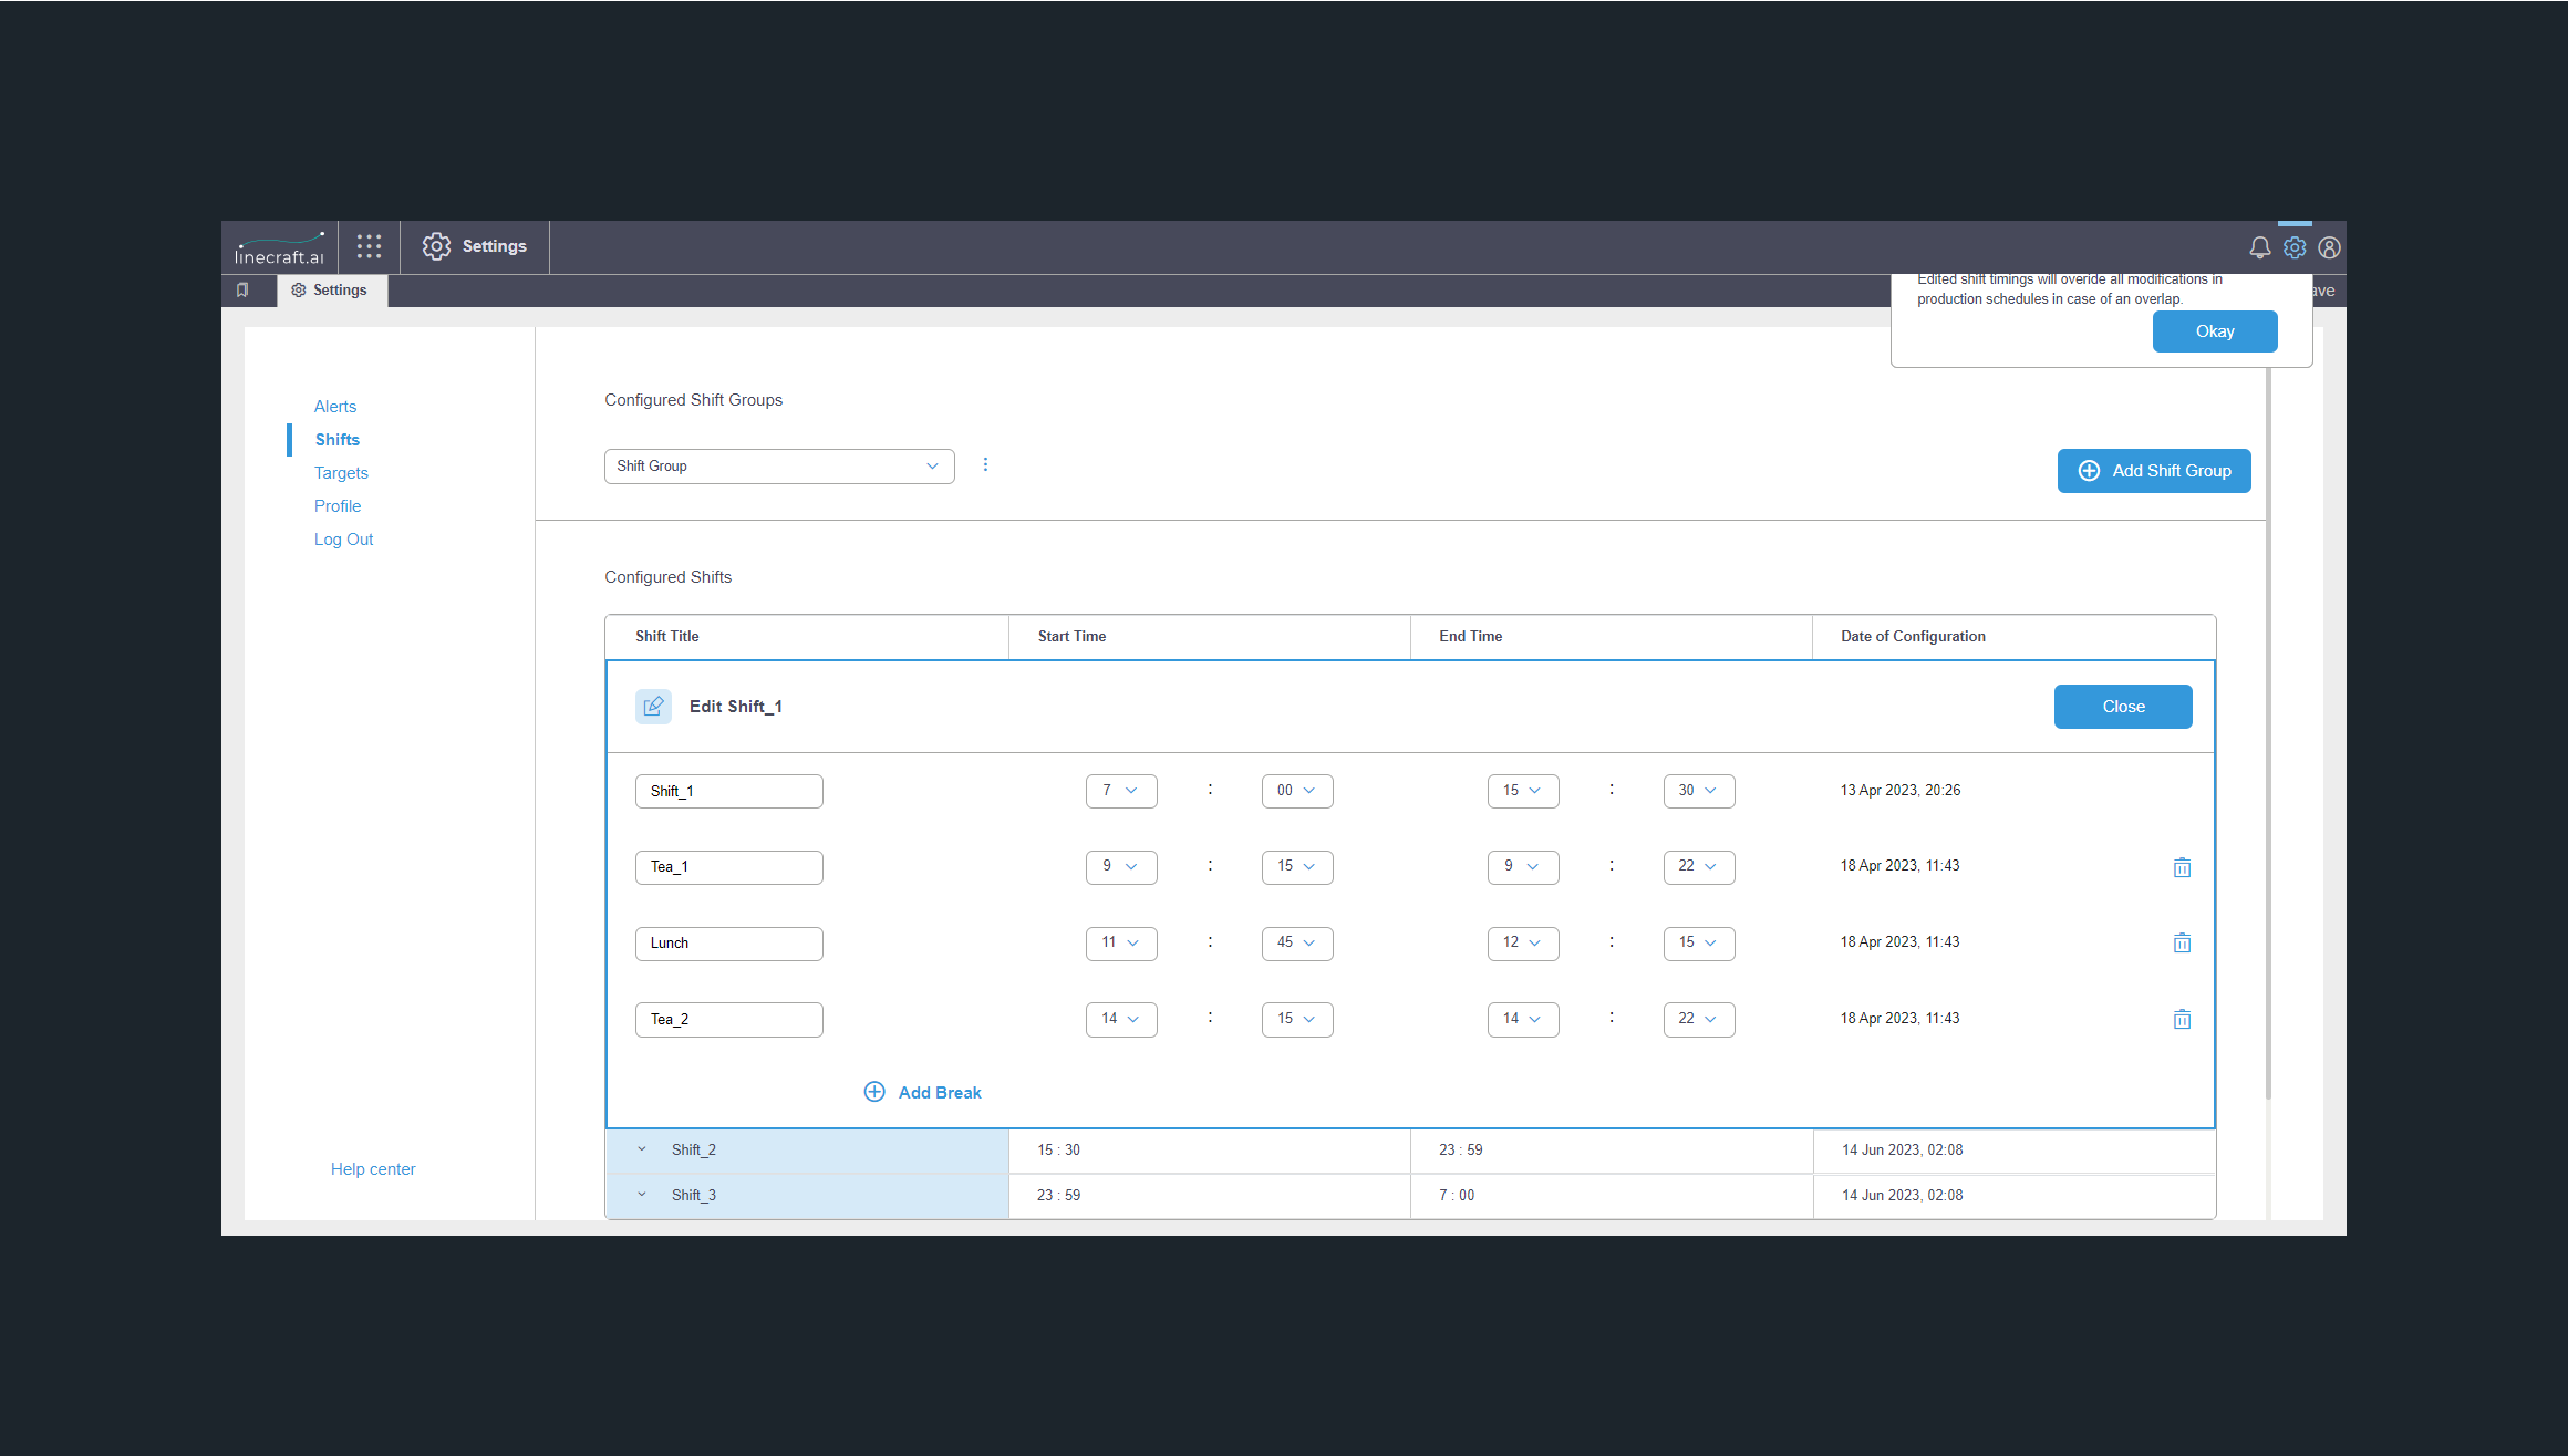 linecraft.ai
Settings
Settings
Edited shift timings will overide all modifications in
production schedules in case of an overlap.
Okay
Alerts
Shifts
Targets
Profile
Log Out
Help center
Configured Shift Groups
Shift Group
Add Shift Group
Configured Shifts
Shift Title Start Time End Time Date of Configuration
Edit Shift_1 Close
Shift_1 7 : 00 15 : 30 13 Apr 2023, 20:26
Tea_1 9 : 15 9 : 22 18 Apr 2023, 11:43
Lunch 11 : 45 12 : 15 18 Apr 2023, 11:43
Tea_2 14 : 15 14 : 22 18 Apr 2023, 11:43
Add Break
Shift_2 15 : 30 23 : 59 14 Jun 2023, 02:08
Shift_3 23 : 59 7 : 00 14 Jun 2023, 02:08